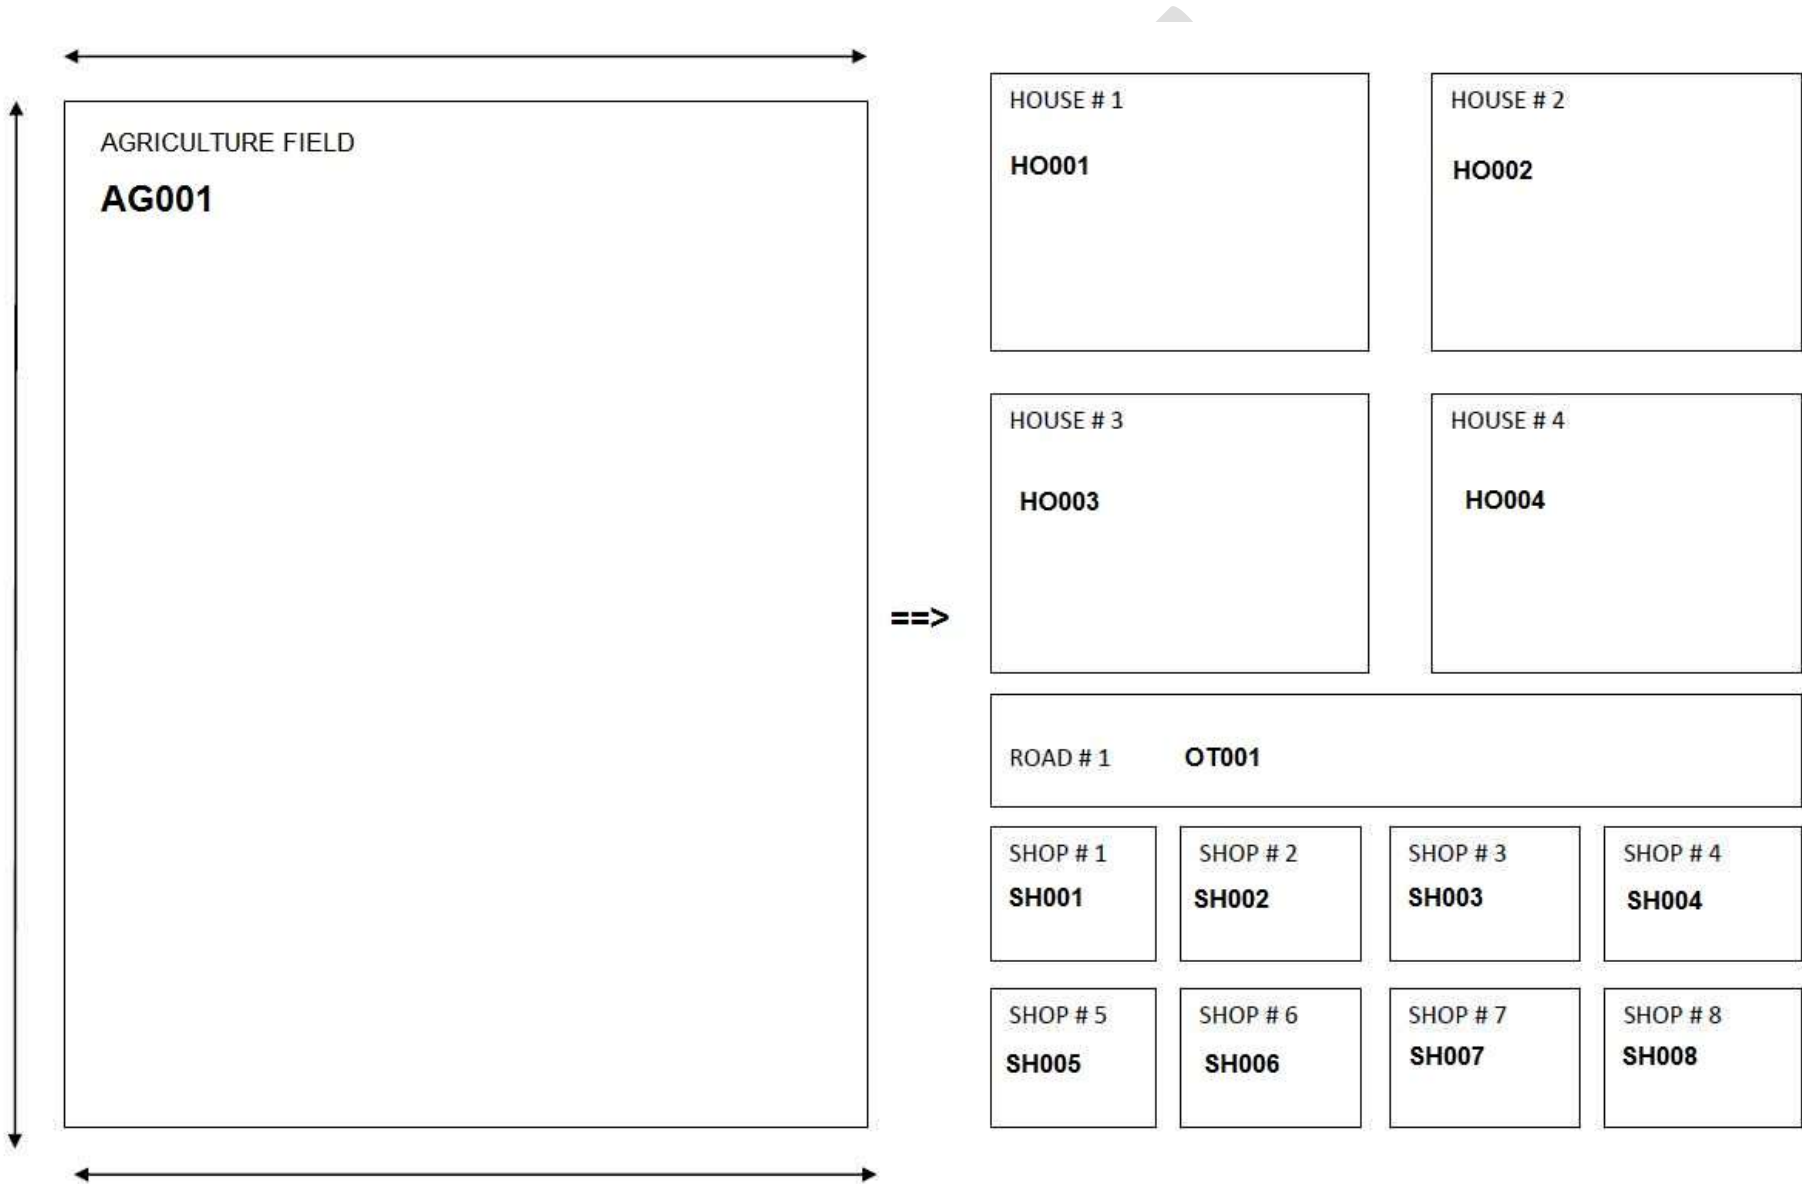 AGRICULTURE FIELD
AG001
==>
HOUSE # 1
HO001
HOUSE # 2
HO002
HOUSE # 3
HO003
HOUSE # 4
HO004
ROAD # 1 OT001
SHOP # 1
SH001
SHOP # 2
SH002
SHOP # 3
SH003
SHOP # 4
SH004
SHOP # 5
SH005
SHOP # 6
SH006
SHOP # 7
SH007
SHOP # 8
SH008